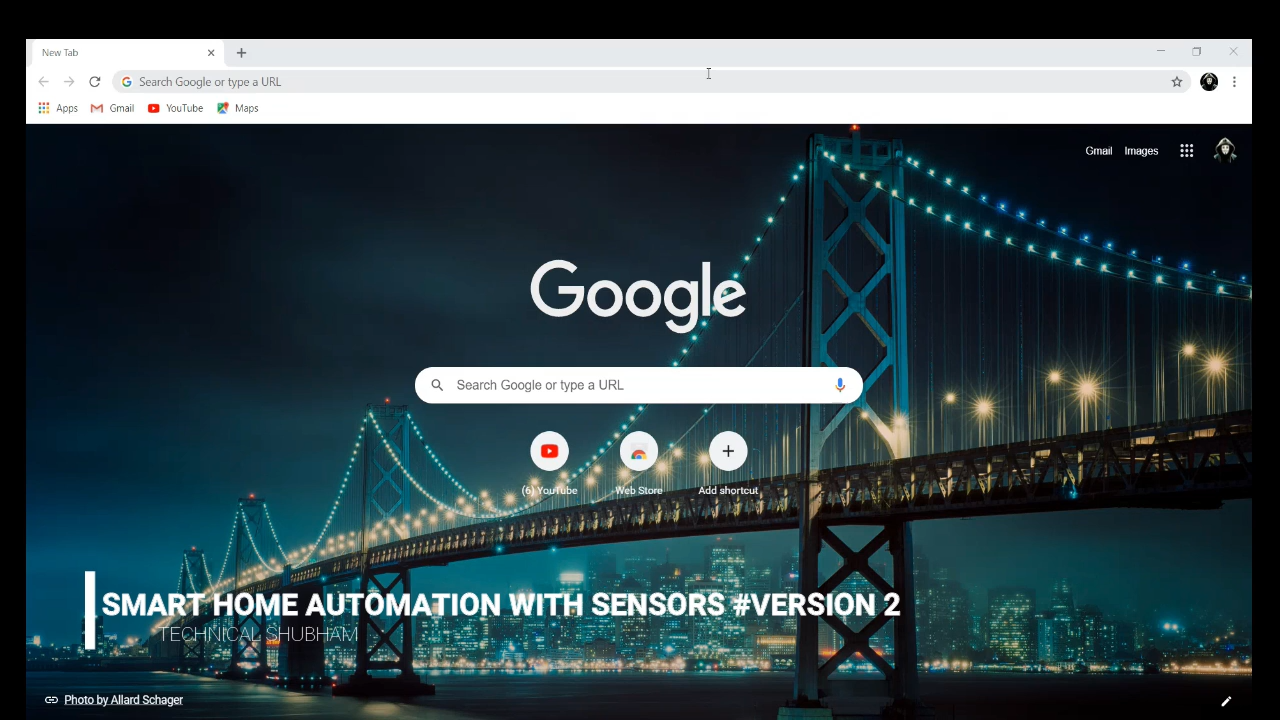 New Tab
Search Google or type a URL
Apps Gmail YouTube Maps
Gmail Images
Google
Search Google or type a URL
(6) YouTube Web Store Add shortcut
SMART HOME AUTOMATION WITH SENSORS #VERSION 2
TECHNICAL SHUBHAM
Photo by Allard Schager